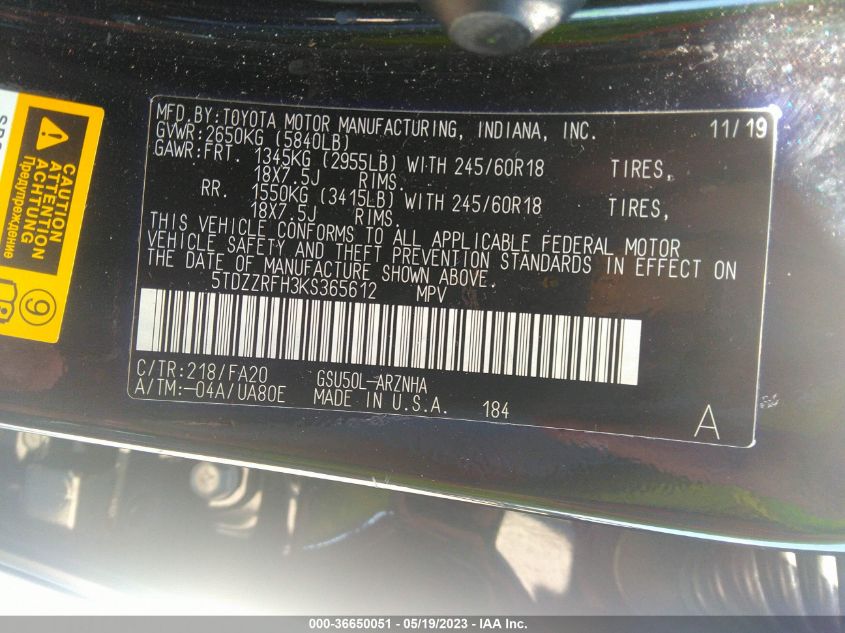 MFD.BY:TOYOTA MOTOR MANUFACTURING, INDIANA, INC. 11/19
GVWR:2650KG (5840LB)
GAWR:FRT. 1345KG (2955LB) WITH 245/60R18 TIRES,
18X7.5J RIMS.
RR. 1550KG (3415LB) WITH 245/60R18 TIRES,
18X7.5J RIMS.
THIS VEHICLE CONFORMS TO ALL APPLICABLE FEDERAL MOTOR
VEHICLE SAFETY AND THEFT PREVENTION STANDARDS IN EFFECT ON
THE DATE OF MANUFACTURE SHOWN ABOVE.
5TDZZRFH3KS365612 MPV
C/TR:218/FA20 GSU50L-ARZNHA
A/TM:-04A/UA80E MADE IN U.S.A. 184
A
CAUTION
ATTENTION
ACHTUNG
Предупреждение
9
000-36650051 - 05/19/2023 - IAA Inc.